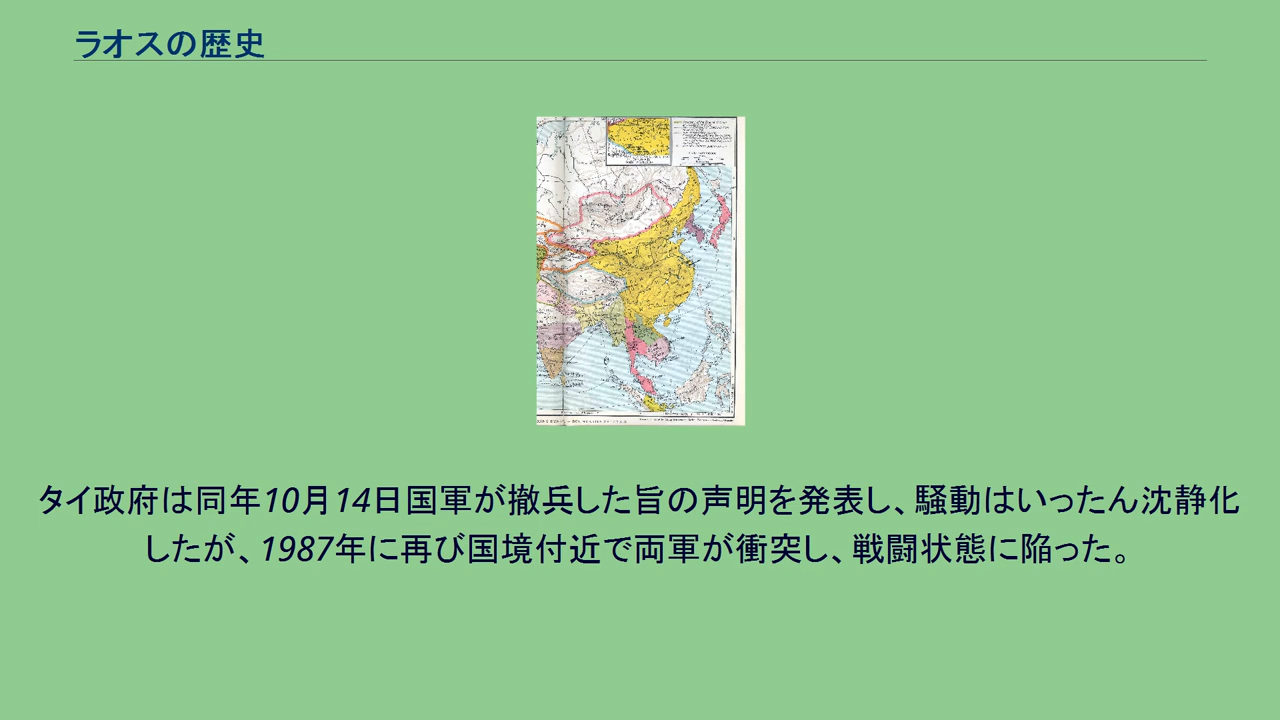 ラオスの歴史
タイ政府は同年10月14日国軍が撤兵した旨の声明を発表し、騒動はいったん沈静化
したが、1987年に再び国境付近で両軍が衝突し、戦闘状態に陥った。